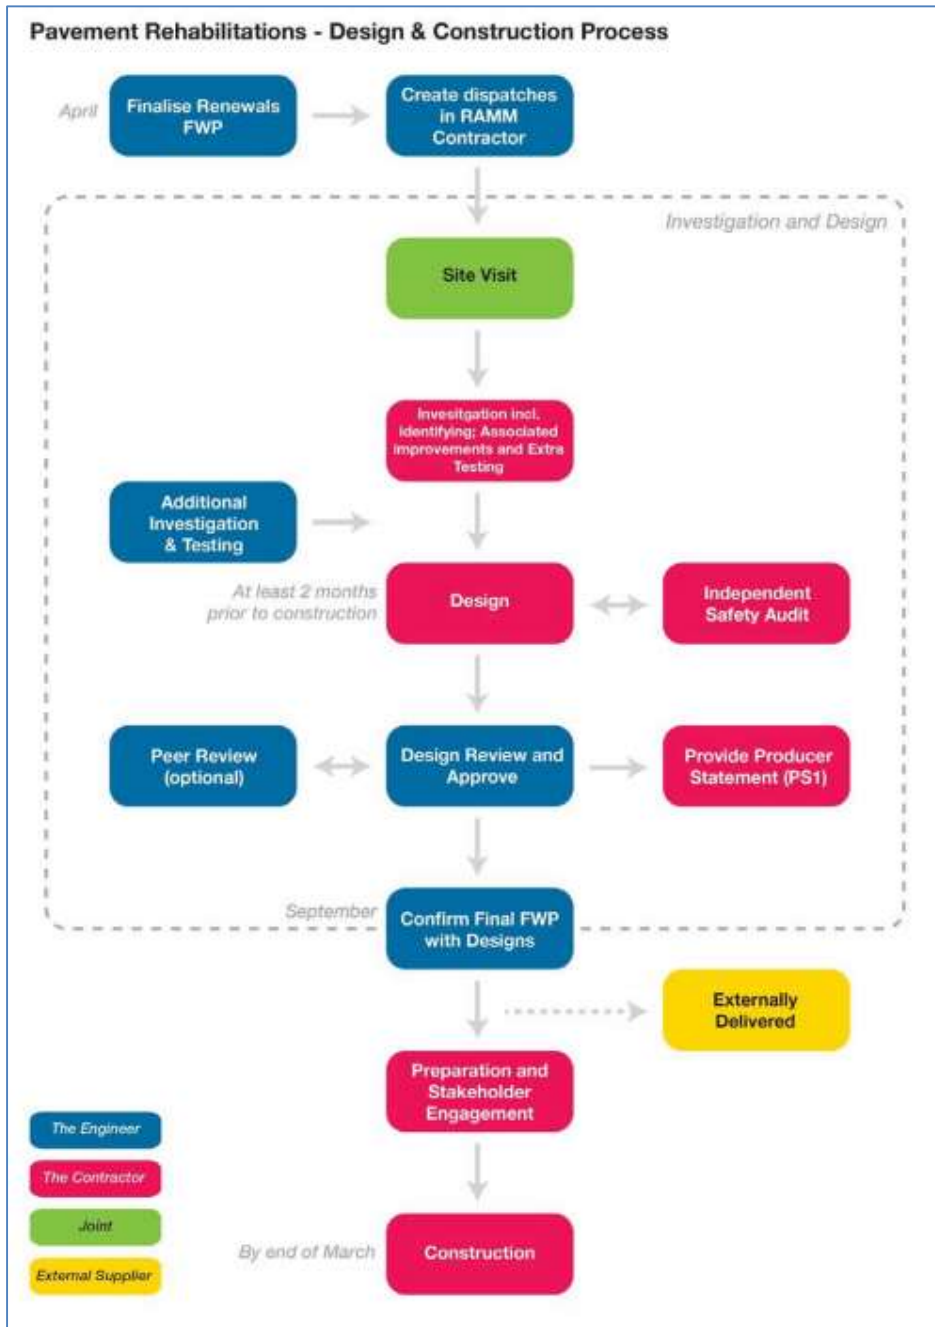 Pavement Rehabilitations - Design & Construction Process
April
Finalise Renewals
FWP
Create dispatches
in RAMM
Contractor
Investigation and Design
Site Visit
Invesitgation incl.
identifying; Associated
improvements and Extra
Testing
Additional
Investigation
& Testing
At least 2 months
prior to construction
Design
Independent
Safety Audit
Peer Review
(optional)
Design Review and
Approve
Provide Producer
Statement (PS1)
September
Confirm Final FWP
with Designs
Externally
Delivered
Preparation and
Stakeholder
Engagement
The Engineer
The Contractor
Joint
External Supplier
By end of March
Construction